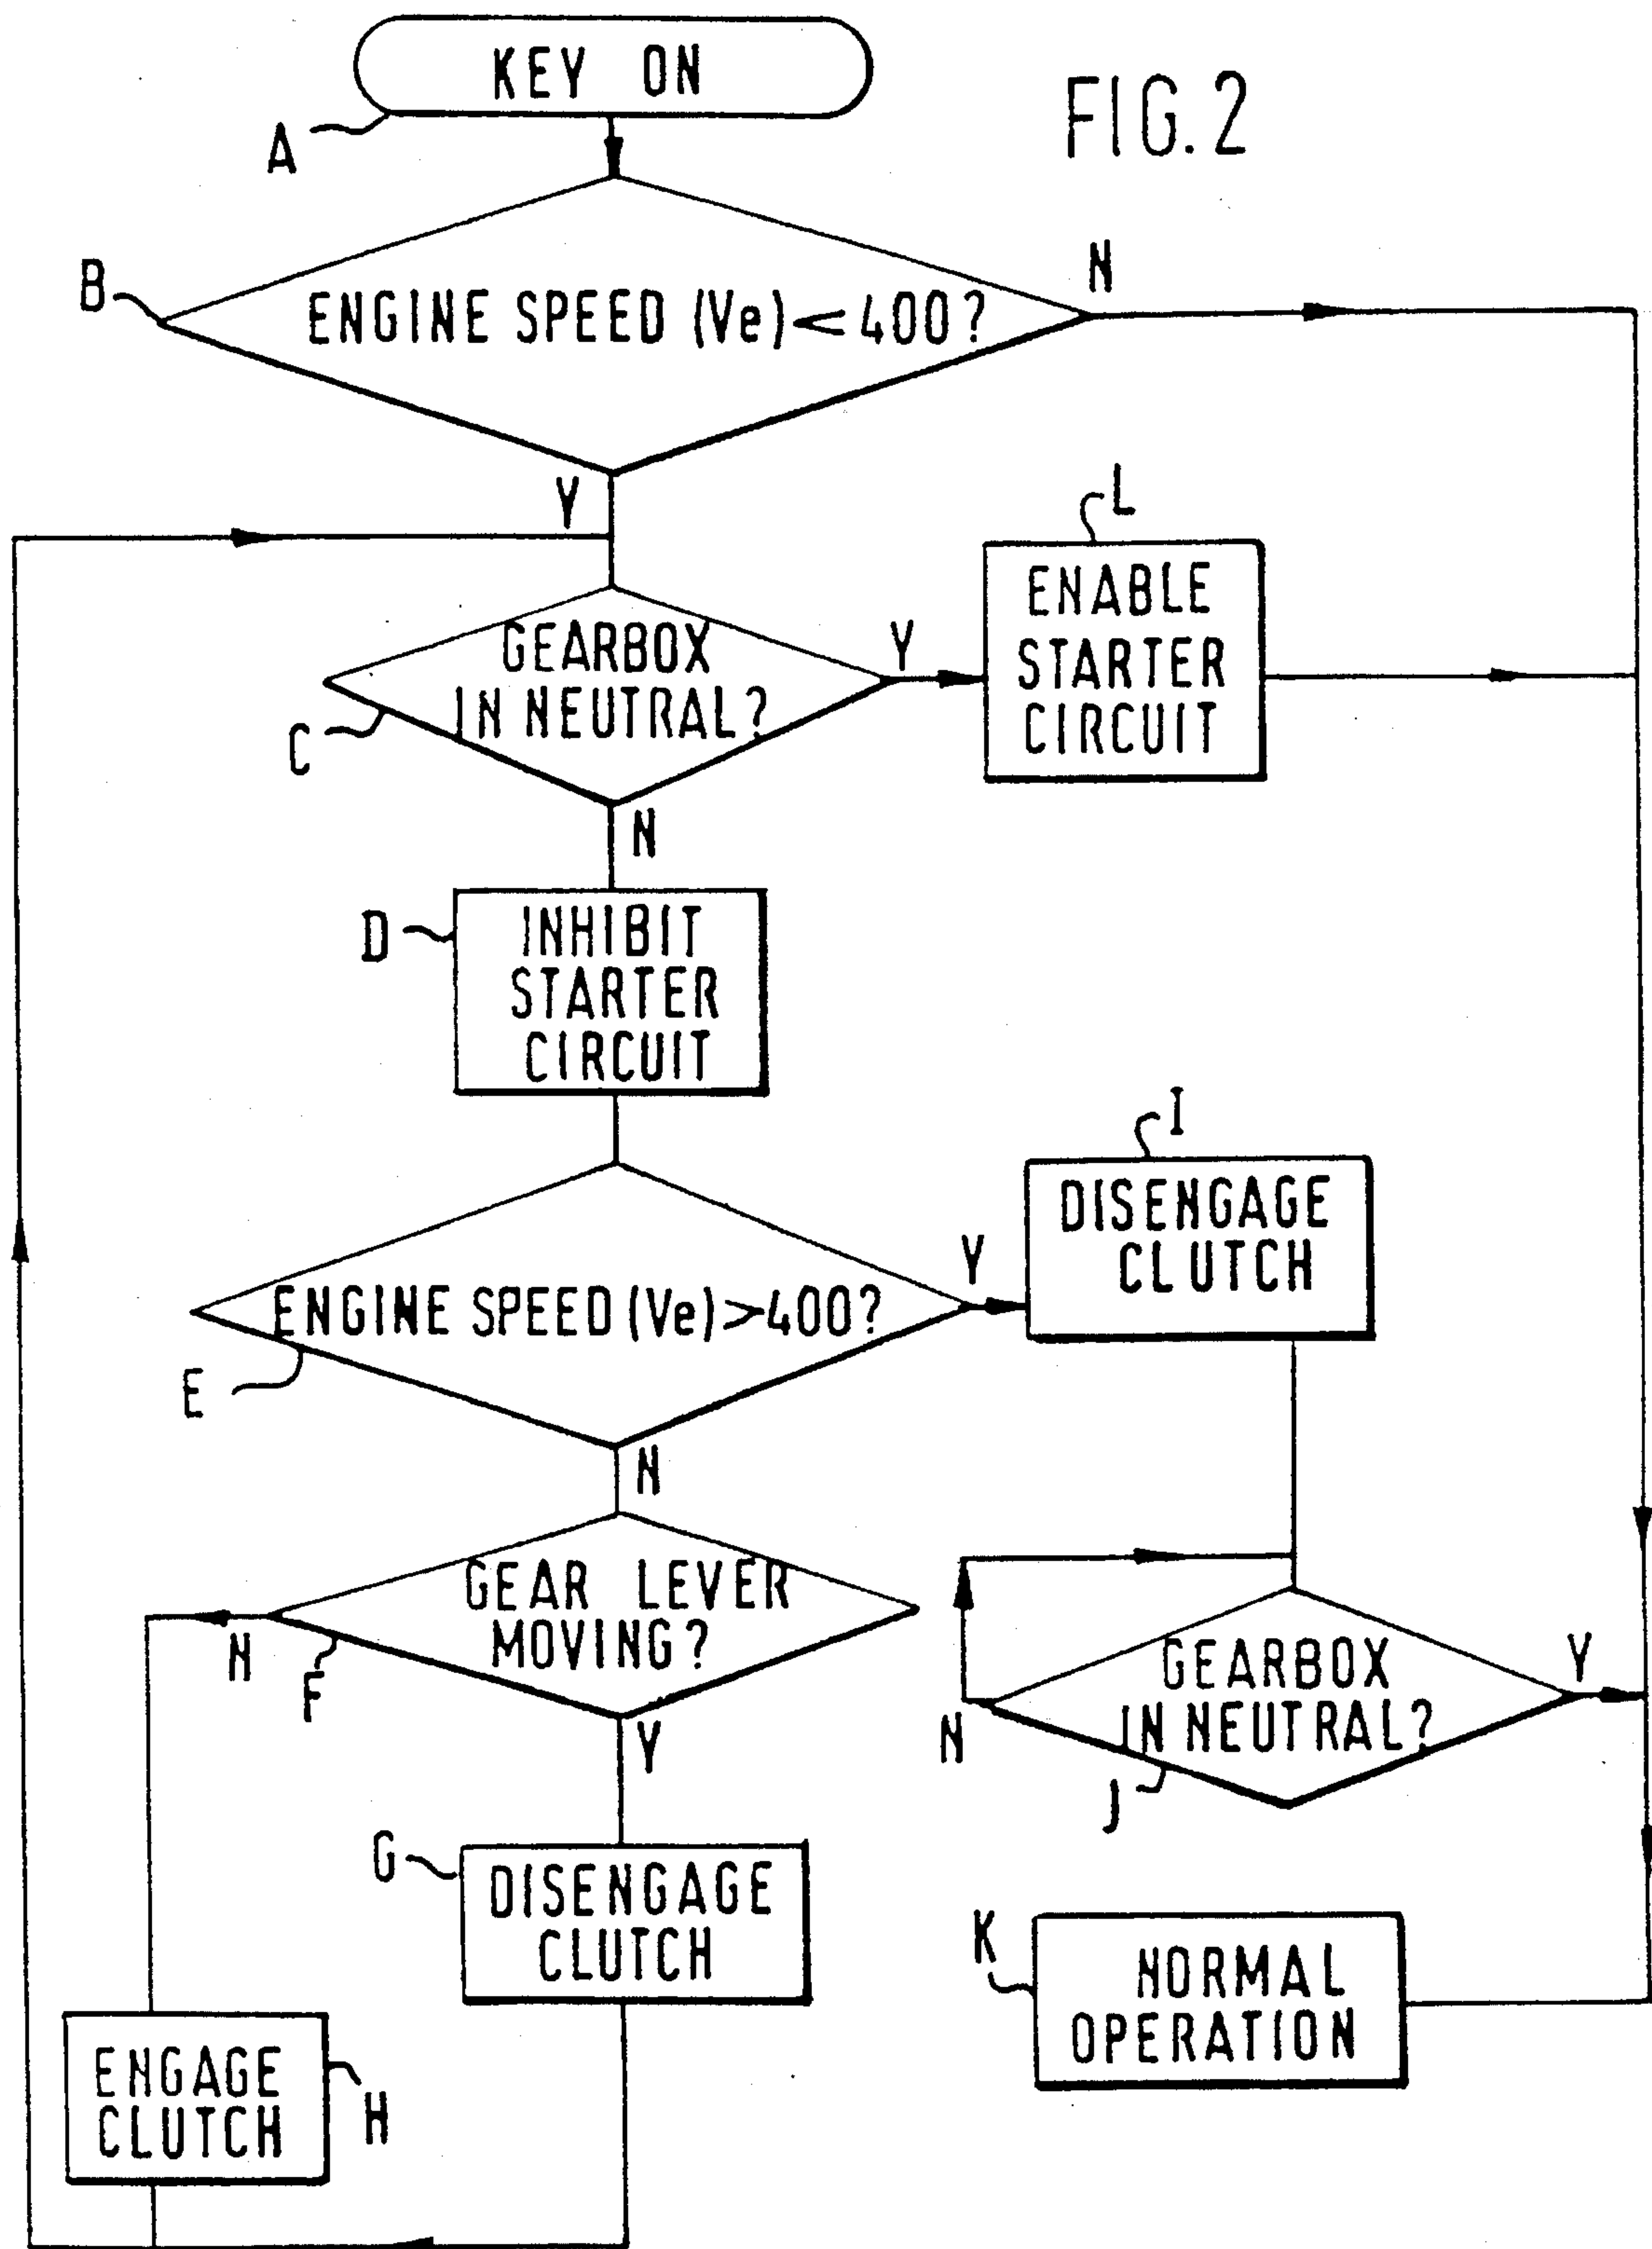 KEY ON
A
FIG. 2
B
ENGINE SPEED (Ve) < 400?
N
Y
L
ENABLE
STARTER
CIRCUIT
GEARBOX
IN NEUTRAL?
Y
C
N
D
INHIBIT
STARTER
CIRCUIT
I
DISENGAGE
CLUTCH
ENGINE SPEED (Ve) > 400?
Y
E
N
GEAR LEVER
MOVING?
N
F
Y
GEARBOX
IN NEUTRAL?
Y
N
J
G
DISENGAGE
CLUTCH
K
NORMAL
OPERATION
ENGAGE
CLUTCH
H